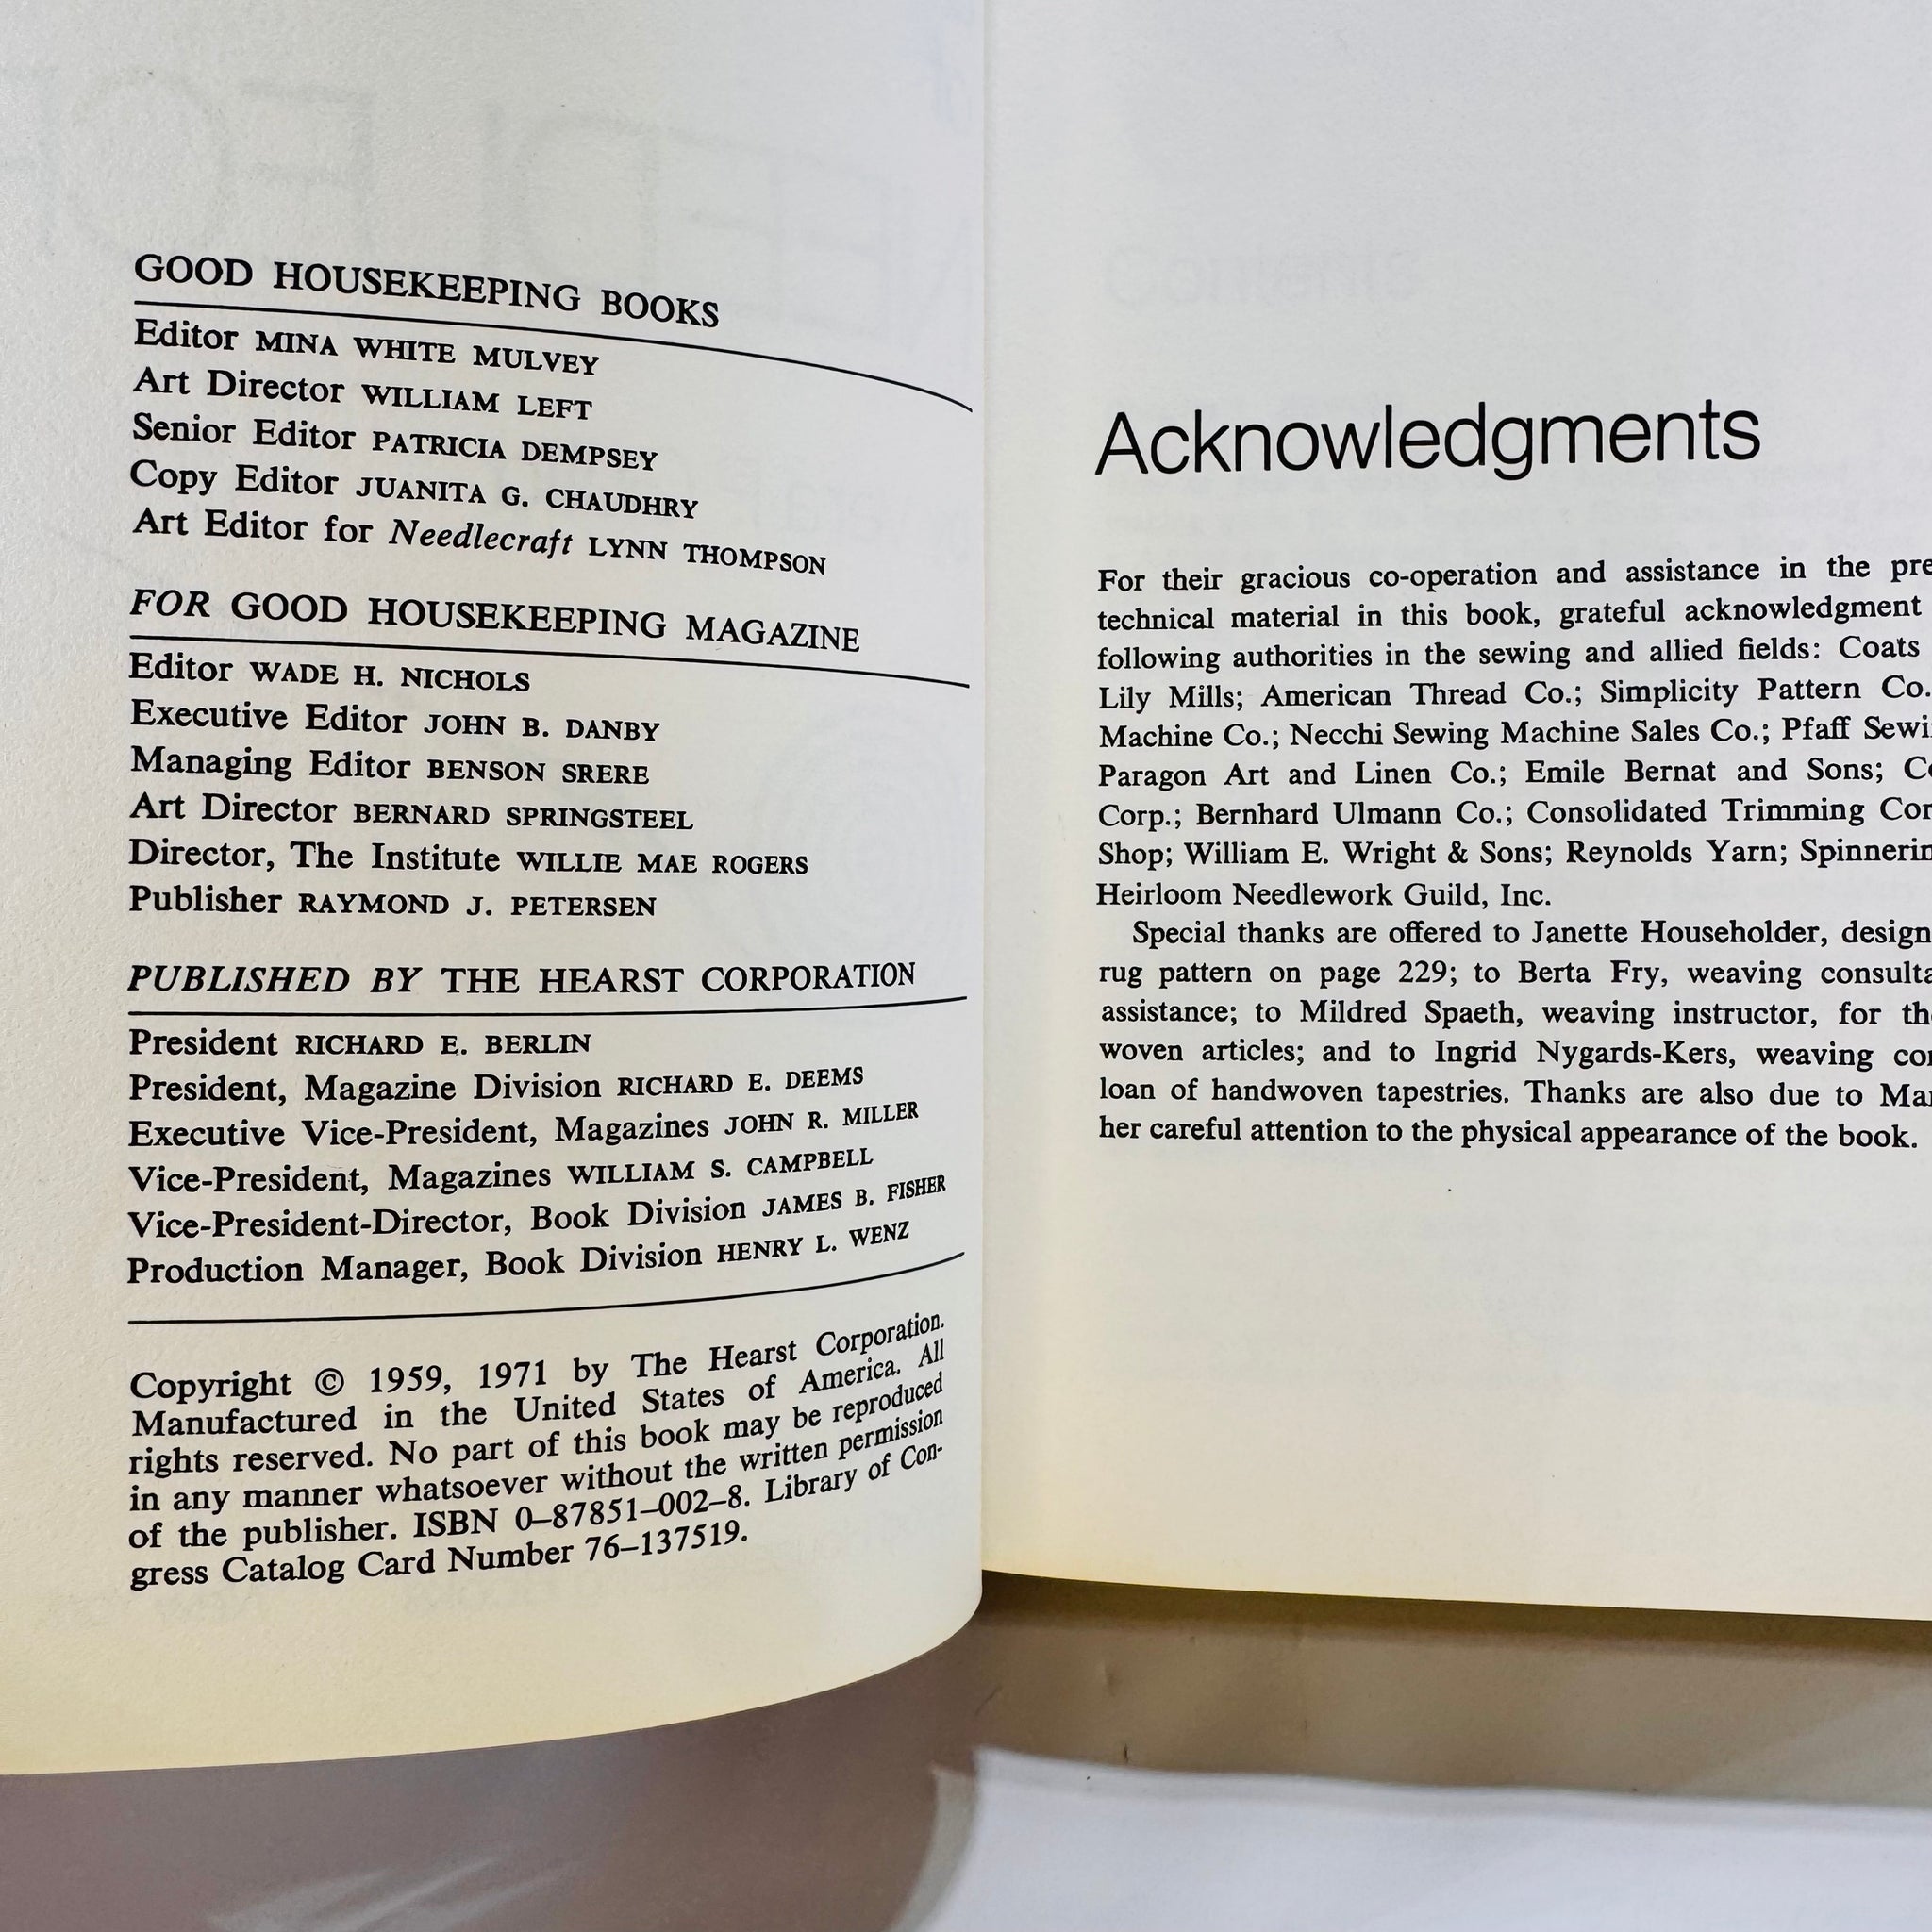 GOOD HOUSEKEEPING BOOKS
Editor MINA WHITE MULVEY
Art Director WILLIAM LEFT
Senior Editor PATRICIA DEMPSEY
Copy Editor JUANITA G. CHAUDHRY
Art Editor for Needlecraft LYNN THOMPSON
FOR GOOD HOUSEKEEPING MAGAZINE
Editor WADE H. NICHOLS
Executive Editor JOHN B. DANBY
Managing Editor BENSON SRERE
Art Director BERNARD SPRINGSTEEL
Director, The Institute WILLIE MAE ROGERS
Publisher RAYMOND J. PETERSEN
PUBLISHED BY THE HEARST CORPORATION
President RICHARD E. BERLIN
President, Magazine Division RICHARD E. DEEMS
Executive Vice-President, Magazines JOHN R. MILLER
Vice-President, Magazines WILLIAM S. CAMPBELL
Vice-President-Director, Book Division JAMES B. FISHER
Production Manager, Book Division HENRY L. WENZ
Copyright © 1959, 1971 by The Hearst Corporation.
Manufactured in the United States of America. All
rights reserved. No part of this book may be reproduced
in any manner whatsoever without the written permission
of the publisher. ISBN 0–87851–002–8. Library of Con-
gress Catalog Card Number 76–137519.
Acknowledgments
For their gracious co-operation and assistance in the
technical material in this book, grateful acknowledgment
following authorities in the sewing and allied fields: Coats
Lily Mills; American Thread Co.; Simplicity Pattern Co.
Machine Co.; Necchi Sewing Machine Sales Co.; Pfaff
Paragon Art and Linen Co.; Emile Bernat and Sons;
Corp.; Bernhard Ulmann Co.; Consolidated Trimming
Shop; William E. Wright & Sons; Reynolds Yarn;
Heirloom Needlework Guild, Inc.
Special thanks are offered to Janette Householder,
rug pattern on page 229; to Berta Fry, weaving
assistance; to Mildred Spaeth, weaving instructor, for
woven articles; and to Ingrid Nygards-Kers, weaving
loan of handwoven tapestries. Thanks are also due to
her careful attention to the physical appearance of the book.